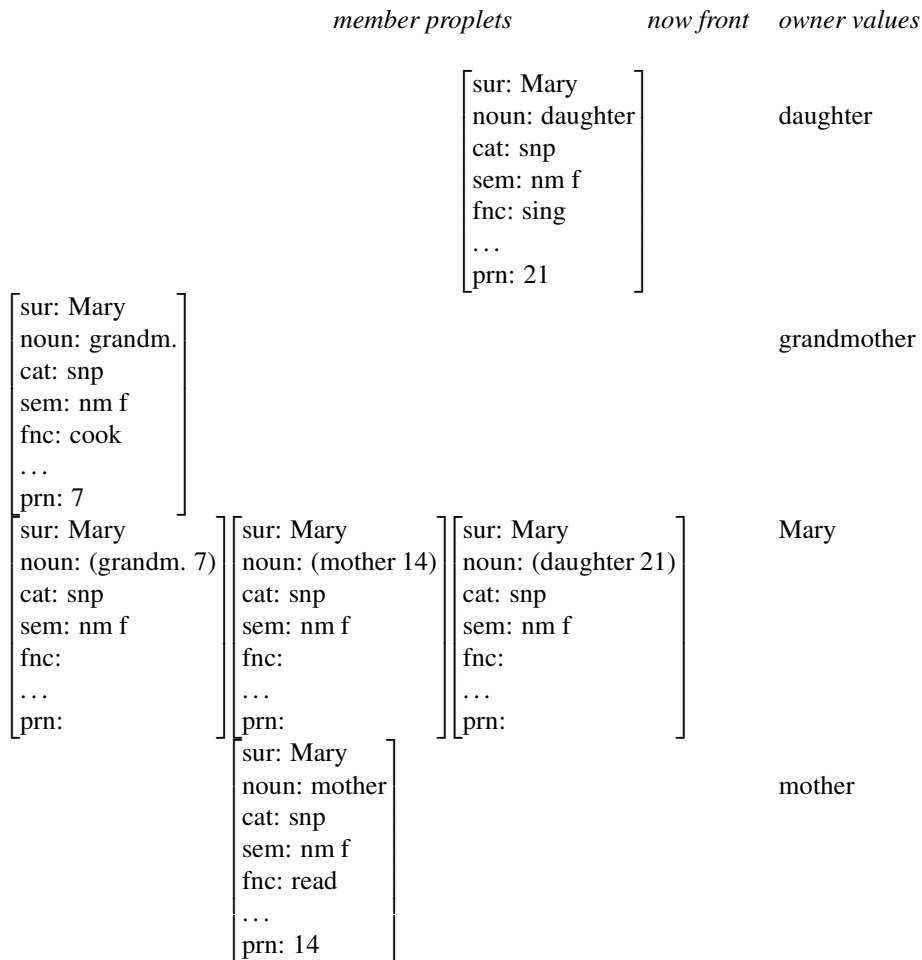 member proplets now front owner values
sur: Mary
noun: daughter daughter
cat: snp
sem: nm f
fnc: sing
...
prn: 21
sur: Mary
noun: grandm. grandmother
cat: snp
sem: nm f
fnc: cook
...
prn: 7
sur: Mary sur: Mary sur: Mary Mary
noun: (grandm. 7) noun: (mother 14) noun: (daughter 21)
cat: snp cat: snp cat: snp
sem: nm f sem: nm f sem: nm f
fnc: fnc: fnc:
... ... ...
prn: prn: prn:
sur: Mary
noun: mother mother
cat: snp
sem: nm f
fnc: read
...
prn: 14